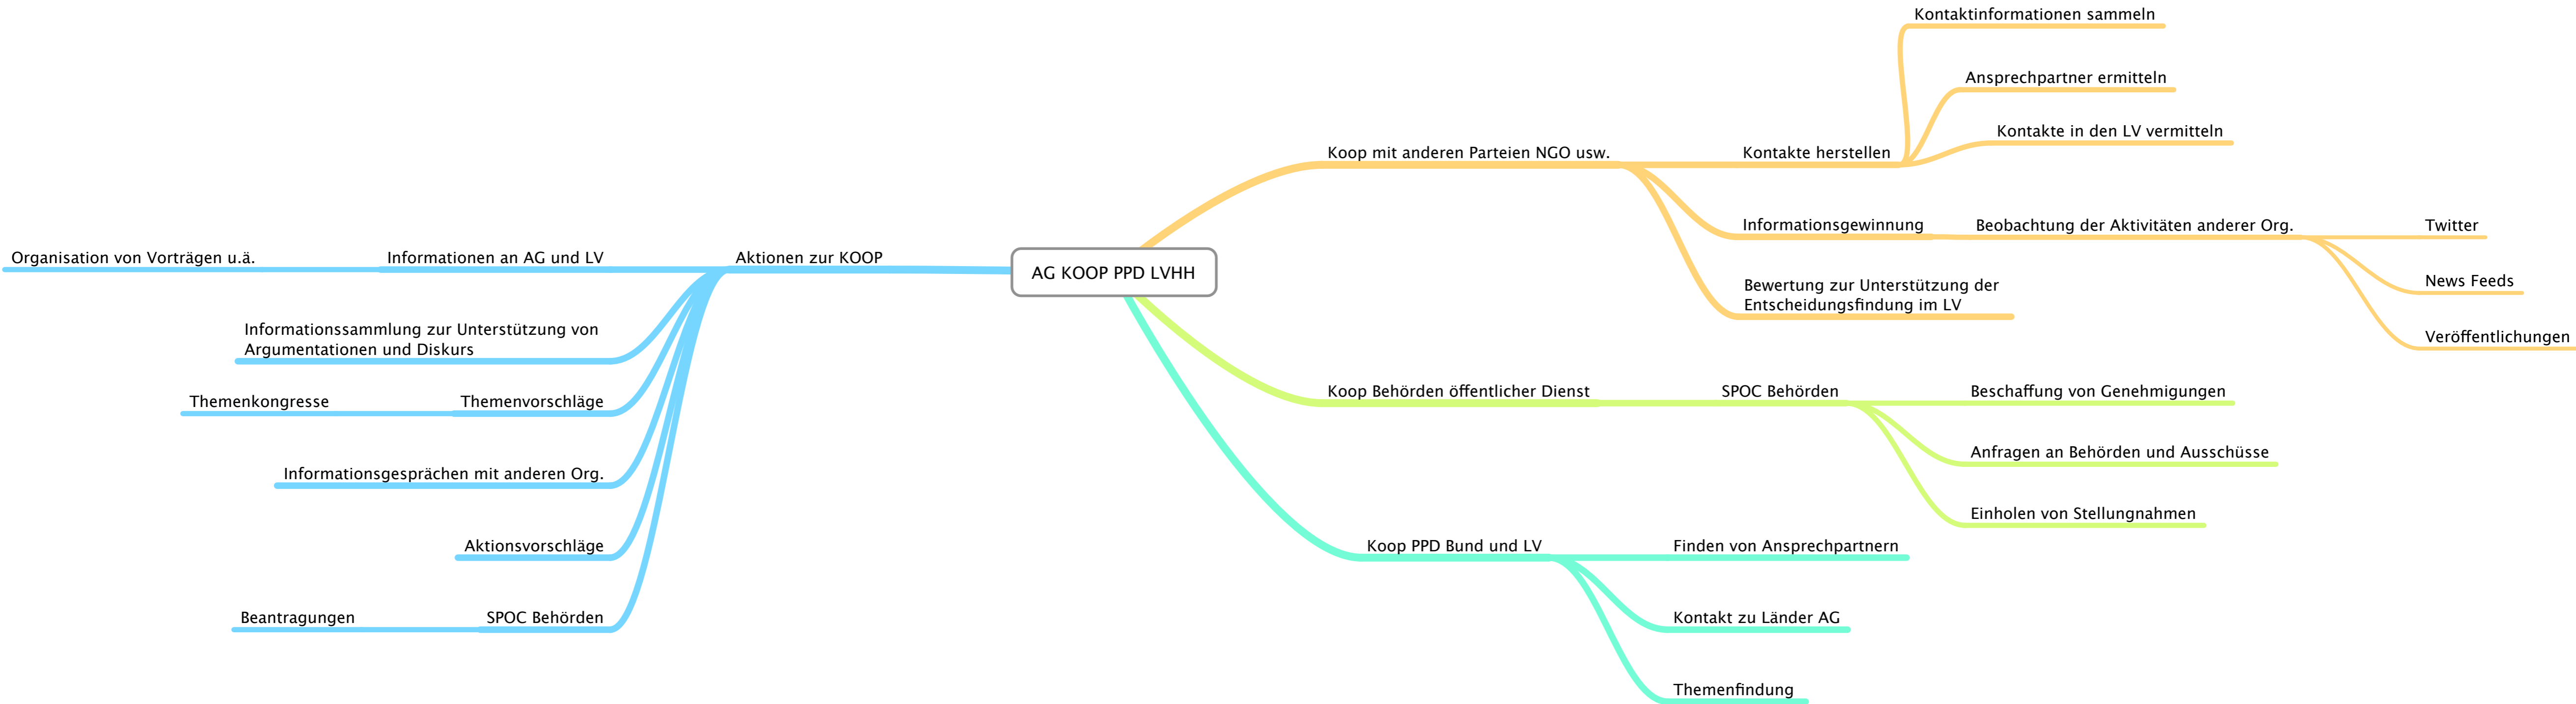 AG KOOP PPD LVHH
Koop mit anderen Parteien NGO usw.
Kontakte herstellen
Kontaktinformationen sammeln
Ansprechpartner ermitteln
Kontakte in den LV vermitteln
Informationsgewinnung
Beobachtung der Aktivitäten anderer Org.
Twitter
News Feeds
Veröffentlichungen
Bewertung zur Unterstützung der
Entscheidungsfindung im LV
Koop Behörden öffentlicher Dienst
SPOC Behörden
Beschaffung von Genehmigungen
Anfragen an Behörden und Ausschüsse
Einholen von Stellungnahmen
Koop PPD Bund und LV
Finden von Ansprechpartnern
Kontakt zu Länder AG
Themenfindung
Aktionen zur KOOP
Informationen an AG und LV
Organisation von Vorträgen u.ä.
Informationssammlung zur Unterstützung von
Argumentationen und Diskurs
Themenvorschläge
Themenkongresse
Informationsgesprächen mit anderen Org.
Aktionsvorschläge
SPOC Behörden
Beantragungen